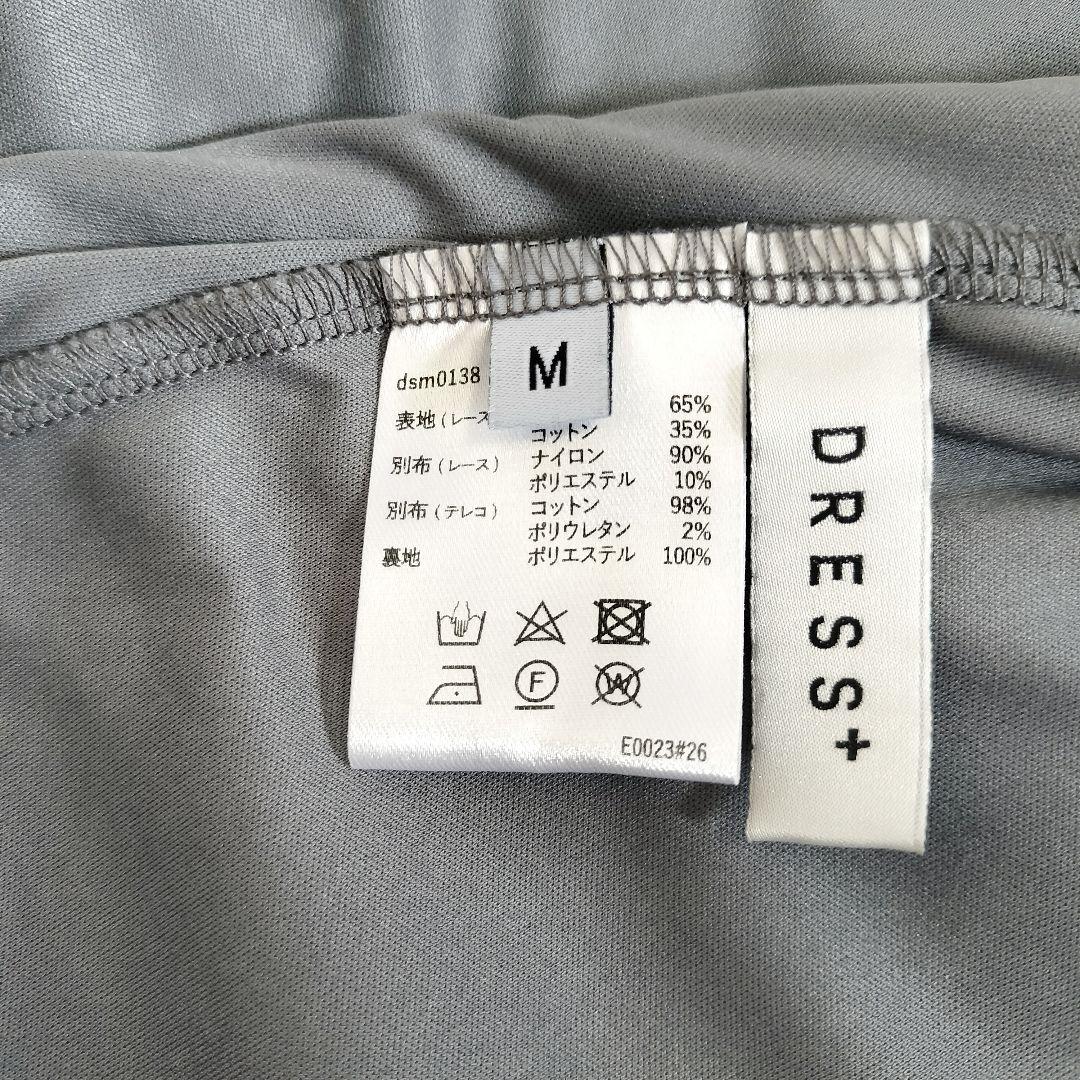 dsm0138
M
表地(レース 65%
コットン 35%
別布(レース) ナイロン 90%
ポリエステル 10%
別布(テレコ) コットン 98%
ポリウレタン 2%
裏地 ポリエステル 100%
F
W
E0023#26
DRESS+